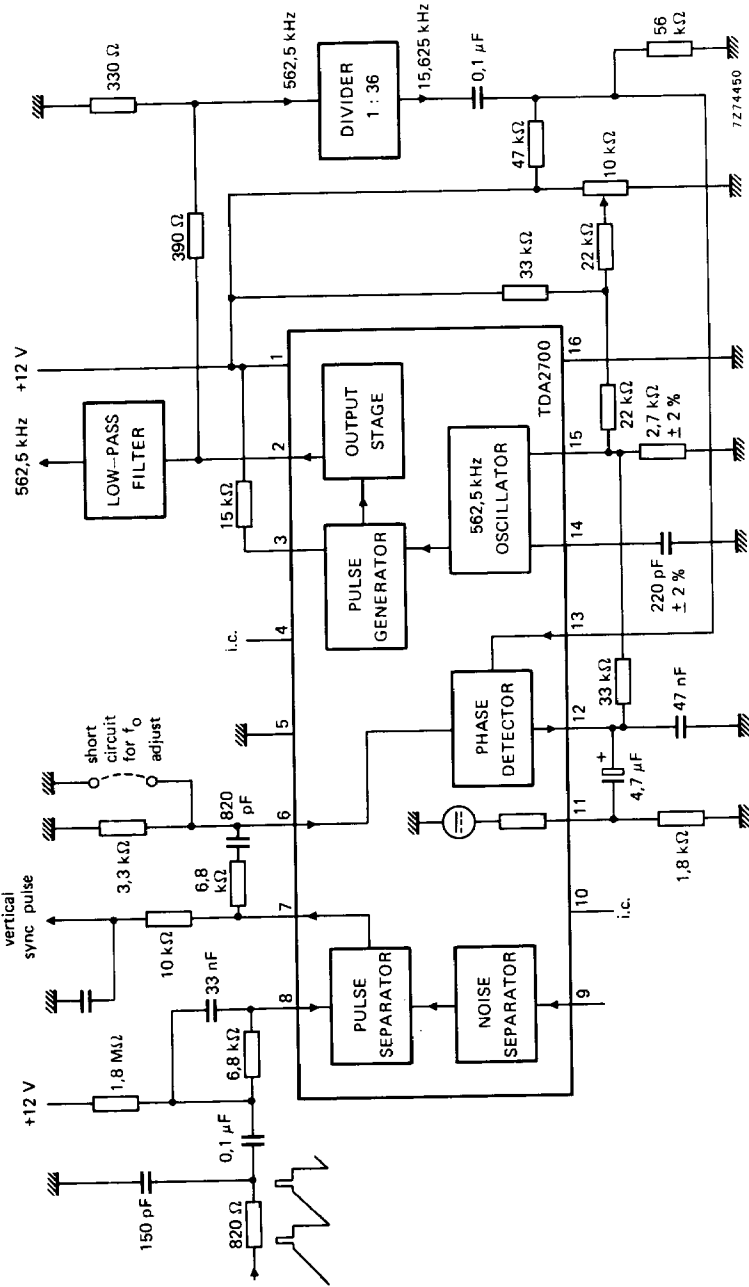 +12 V
1,8 MΩ
150 pF
820 Ω
0,1 µF
6,8 kΩ
33 nF
vertical
sync pulse
10 kΩ
6,8
kΩ
820
pF
3,3 kΩ
short
circuit
for fo
adjust
i.c.
562,5 kHz
LOW–PASS
FILTER
+12 V
15 kΩ
390 Ω
330 Ω
8
7
6
5
4
3
2
1
PULSE
SEPARATOR
NOISE
SEPARATOR
PHASE
DETECTOR
PULSE
GENERATOR
OUTPUT
STAGE
562,5 kHz
OSCILLATOR
TDA2700
9
10
11
12
13
14
15
16
i.c.
1,8 kΩ
+
4,7 µF
47 nF
33 kΩ
220 pF
± 2 %
2,7 kΩ
± 2 %
22 kΩ
33 kΩ
22 kΩ
10 kΩ
47 kΩ
562,5 kHz
DIVIDER
1 : 36
15,625 kHz
0,1 µF
56
kΩ
7Z74450